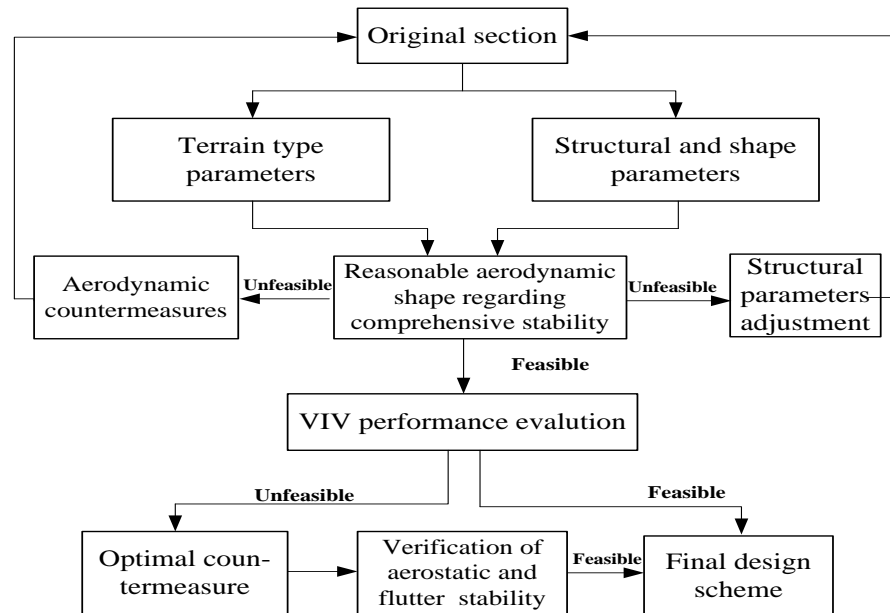 Original section
Terrain type
parameters
Structural and shape
parameters
Aerodynamic
countermeasures
Unfeasible
Reasonable aerodynamic
shape regarding
comprehensive stability
Unfeasible
Structural
parameters
adjustment
Feasible
VIV performance evalution
Unfeasible
Feasible
Optimal coun-
termeasure
Verification of
aerostatic and
flutter stability
Feasible
Final design
scheme